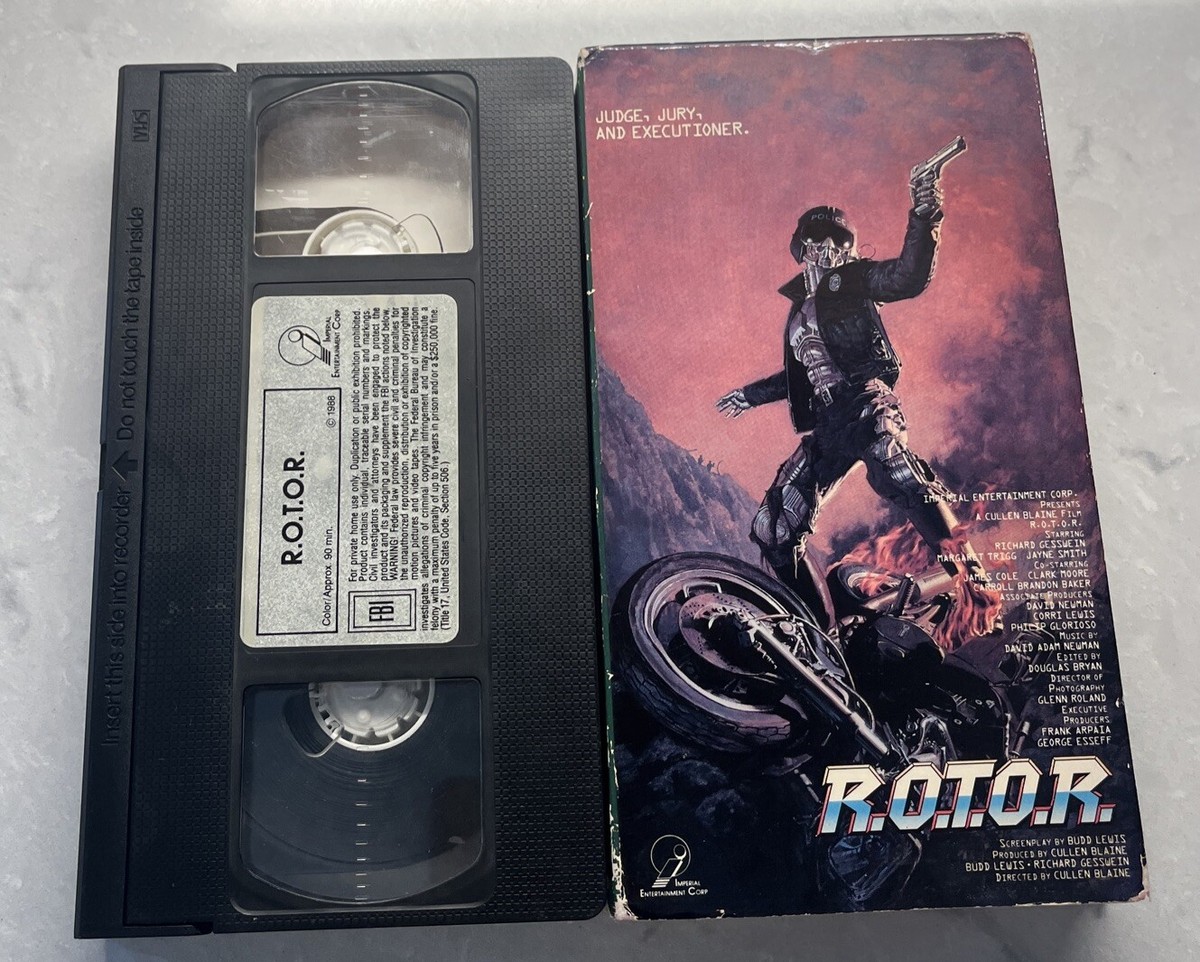 VHS
Insert this side into recorder Do not touch the tape inside
IMPERIAL
ENTERTAINMENT CORP
R.O.T.O.R.
Color/Approx. 90 min.
© 1988
For private home use only. Duplication or public exhibition prohibited.
Product contains individual, traceable serial numbers and markings.
Civil investigators and attorneys have been engaged to protect the
product and its packaging and supplement the FBI actions noted below.
WARNING! Federal law provides severe civil and criminal penalties for
the unauthorized reproduction, distribution or exhibition of copyrighted
motion pictures and video tapes. The Federal Bureau of Investigation
investigates allegations of criminal copyright infringement and may constitute a
felony with a maximum penalty of up to five years in prison and/or a $250,000 fine.
(Title 17, United States Code, Section 506.)
FBI
JUDGE, JURY,
AND EXECUTIONER.
POLICE
IMPERIAL ENTERTAINMENT CORP.
PRESENTS
A CULLEN BLAINE FILM
R.O.T.O.R.
STARRING
RICHARD GESSWEIN
MARGARET TRIGG JAYNE SMITH
CO-STARRING
JAMES COLE CLARK MOORE
CARROLL BRANDON BAKER
ASSOCIATE PRODUCERS
DAVID NEWMAN
CORRI LEWIS
PHILIP GLORIOSO
MUSIC BY
DAVID ADAM NEWMAN
EDITED BY
DOUGLAS BRYAN
DIRECTOR OF
PHOTOGRAPHY
GLENN ROLAND
EXECUTIVE
PRODUCERS
FRANK ARPAIA
GEORGE ESSEFF
R.O.T.O.R.
SCREENPLAY BY BUDD LEWIS
PRODUCED BY CULLEN BLAINE
BUDD LEWIS • RICHARD GESSWEIN
DIRECTED BY CULLEN BLAINE
IMPERIAL
ENTERTAINMENT CORP